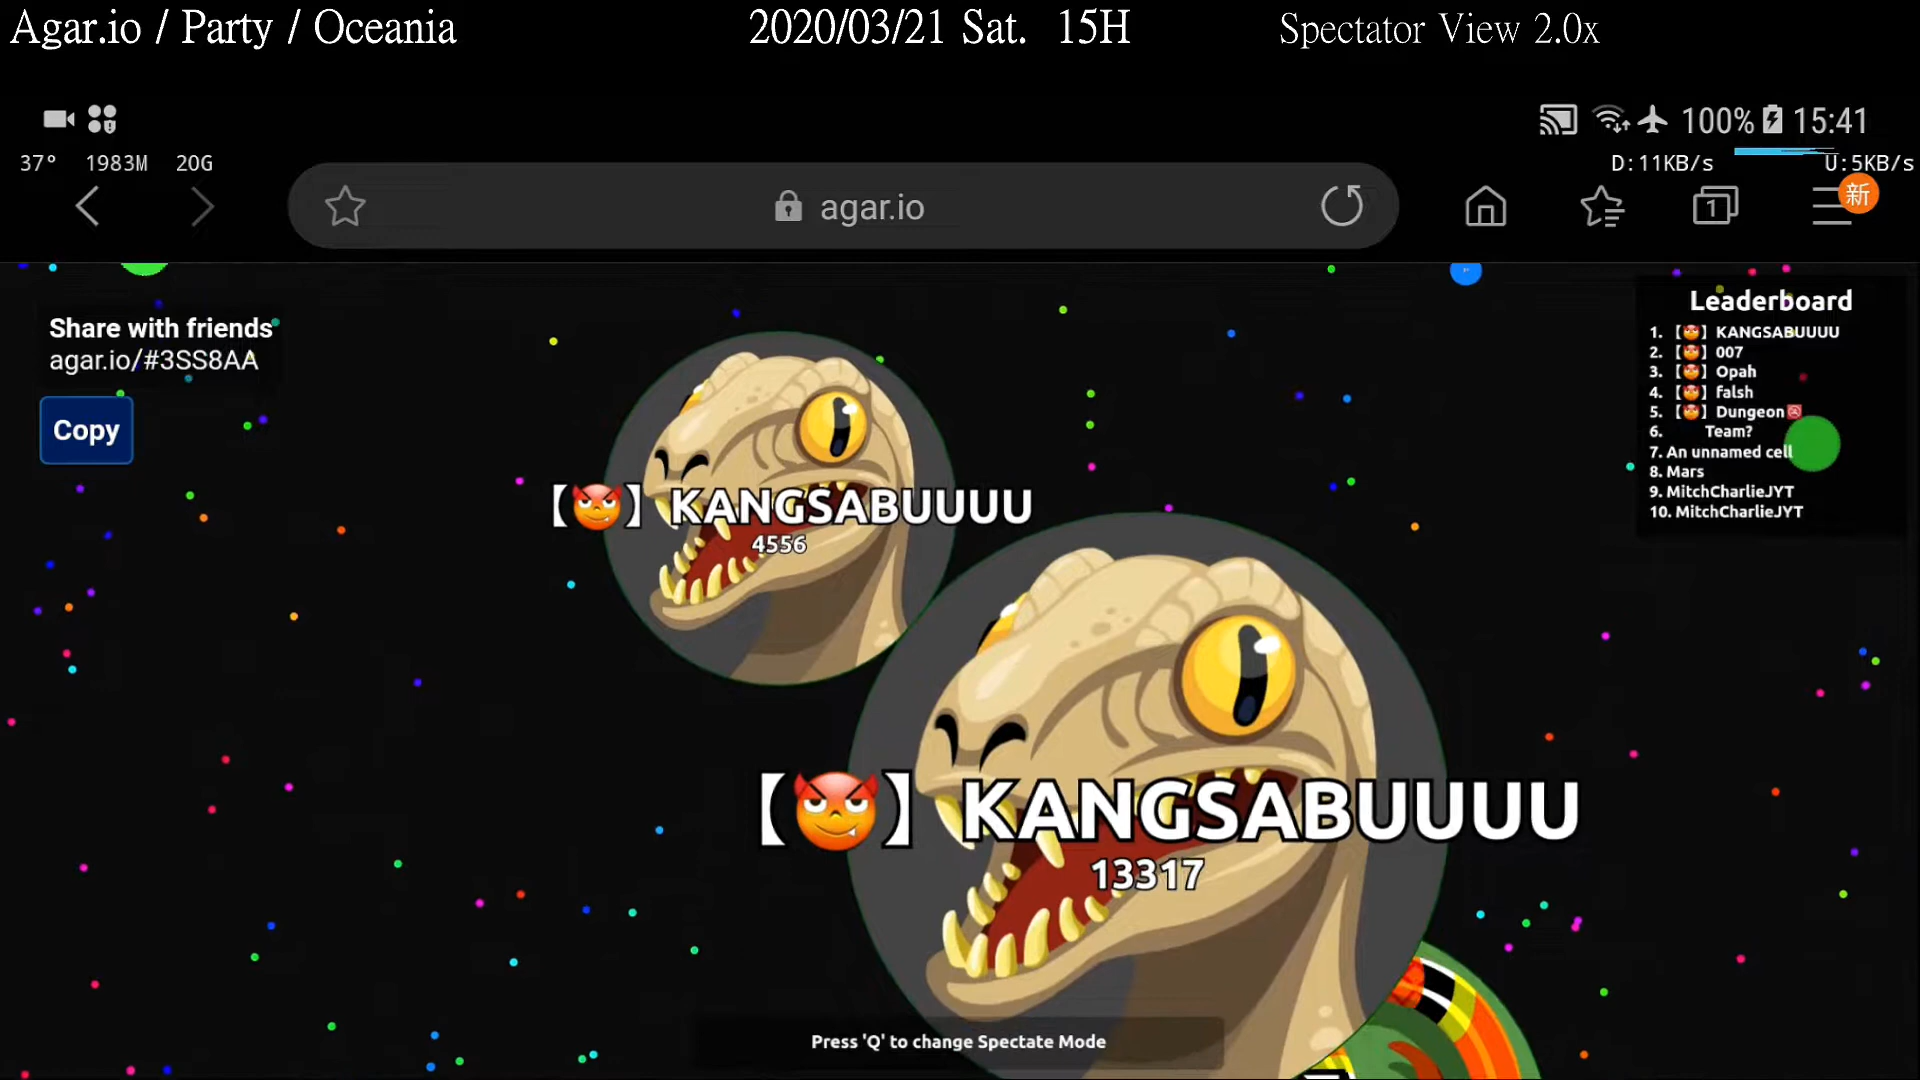 Agar.io / Party / Oceania
2020/03/21 Sat. 15H
Spectator View 2.0x
100% 15:41
37° 1983M 20G
D:11KB/s U:5KB/s
agar.io
1
新
Share with friends
agar.io/#3SS8AA
Copy
Leaderboard
1. 【😈】 KANGSABUUUU
2. 【😈】 007
3. 【😈】 Opah
4. 【😈】 falsh
5. 【😈】 Dungeon
6. Team?
7. An unnamed cell
8. Mars
9. MitchCharlieJYT
10. MitchCharlieJYT
【😈】 KANGSABUUUU
4556
【😈】 KANGSABUUUU
13317
Press 'Q' to change Spectate Mode